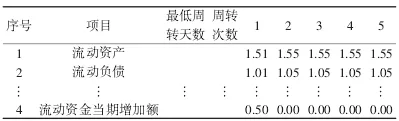 序号 项目 最低周转天数 周转次数 1 2 3 4 5
1 流动资产 1.51 1.55 1.55 1.55 1.55
2 流动负债 1.01 1.05 1.05 1.05 1.05
⋮ ⋮ ⋮ ⋮ ⋮ ⋮ ⋮ ⋮ ⋮
4 流动资金当期增加额 0.50 0.00 0.00 0.00 0.00